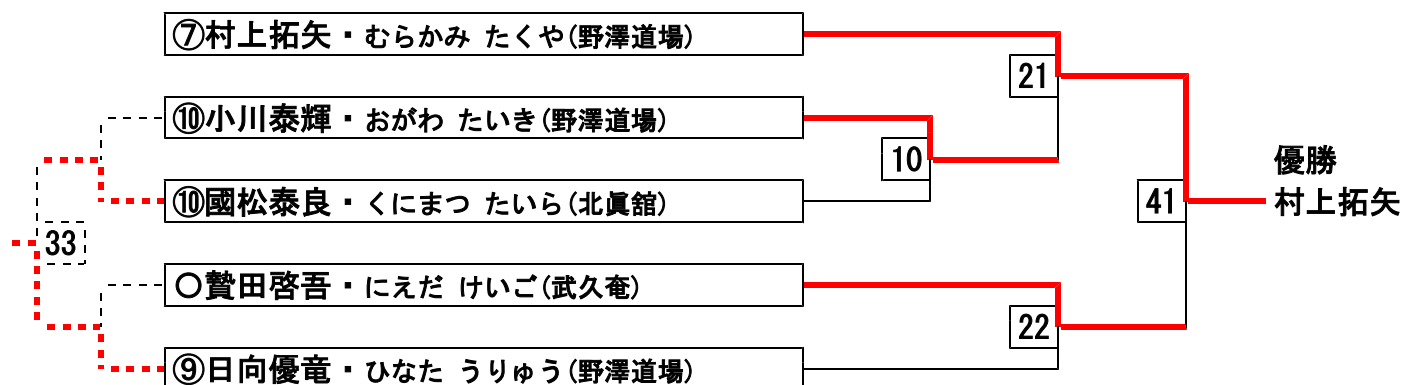 ⑦村上拓矢・むらかみ たくや(野澤道場)
21
⑩小川泰輝・おがわ たいき(野澤道場)
10
優勝
⑩國松泰良・くにまつ たいら(北眞舘)
41
村上拓矢
33
○贄田啓吾・にえだ けいご(武久奄)
22
⑨日向優竜・ひなた うりゅう(野澤道場)